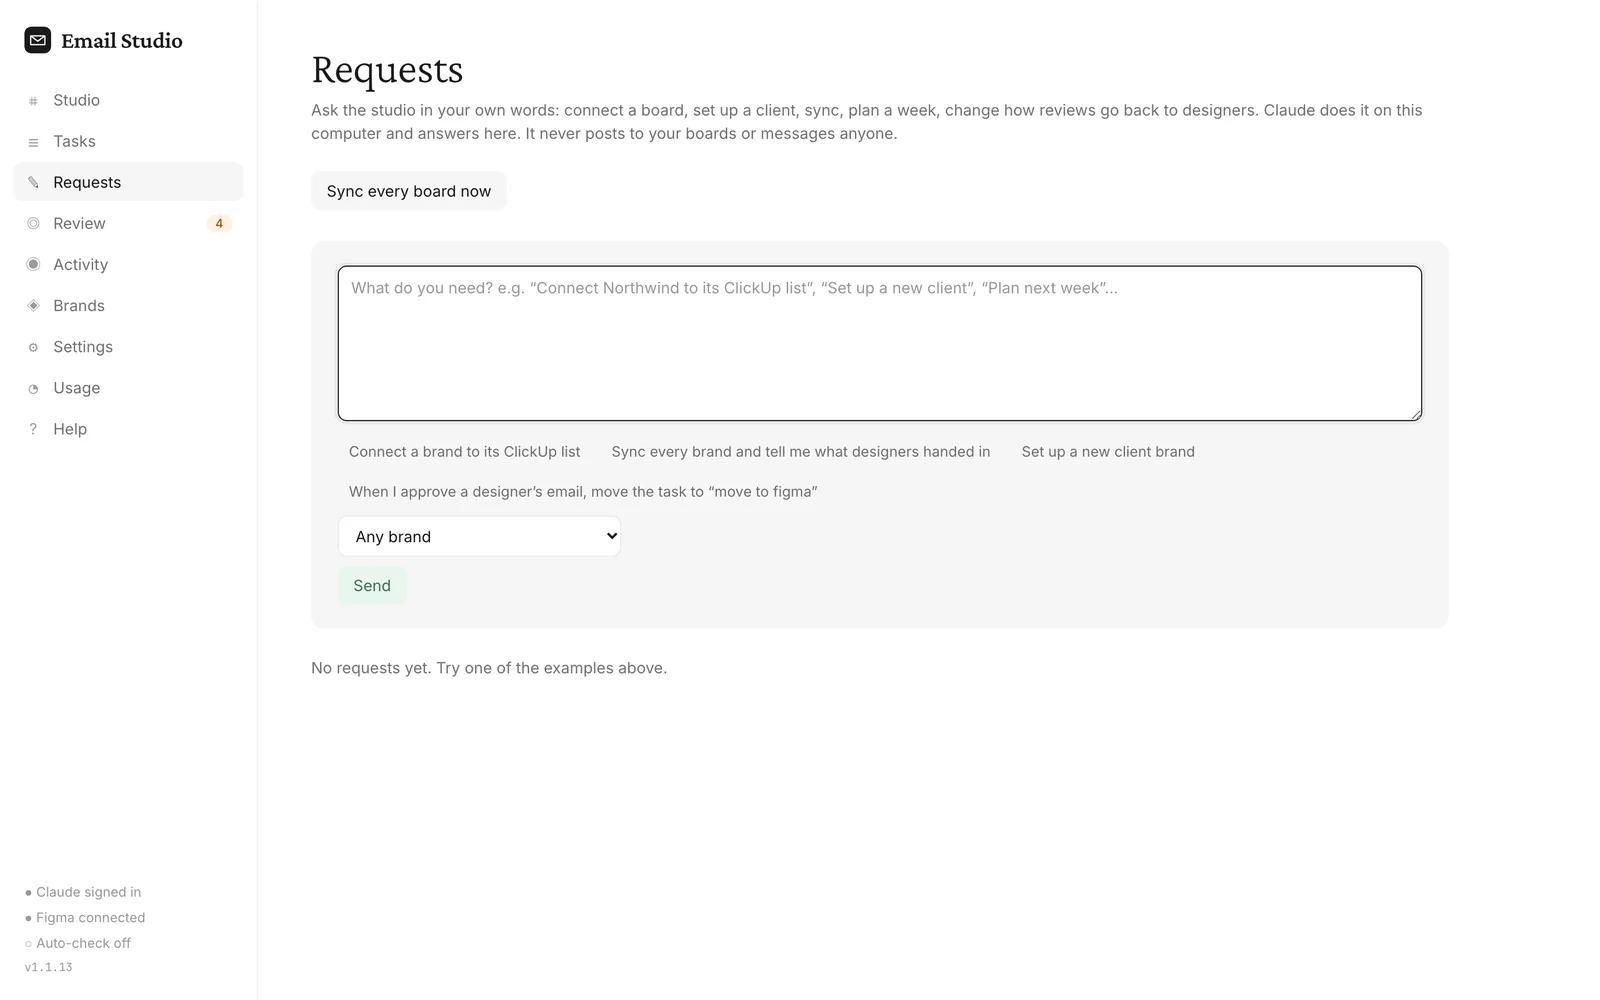 Email Studio
Studio
Tasks
Requests
Review 4
Activity
Brands
Settings
Usage
? Help
Requests
Ask the studio in your own words: connect a board, set up a client, sync, plan a week, change how reviews go back to designers. Claude does it on this
computer and answers here. It never posts to your boards or messages anyone.
Sync every board now
What do you need? e.g. “Connect Northwind to its ClickUp list”, “Set up a new client”, “Plan next week”...
Connect a brand to its ClickUp list Sync every brand and tell me what designers handed in Set up a new client brand
When I approve a designer’s email, move the task to “move to figma”
Any brand
Send
No requests yet. Try one of the examples above.
Claude signed in
Figma connected
Auto-check off
v1.1.13